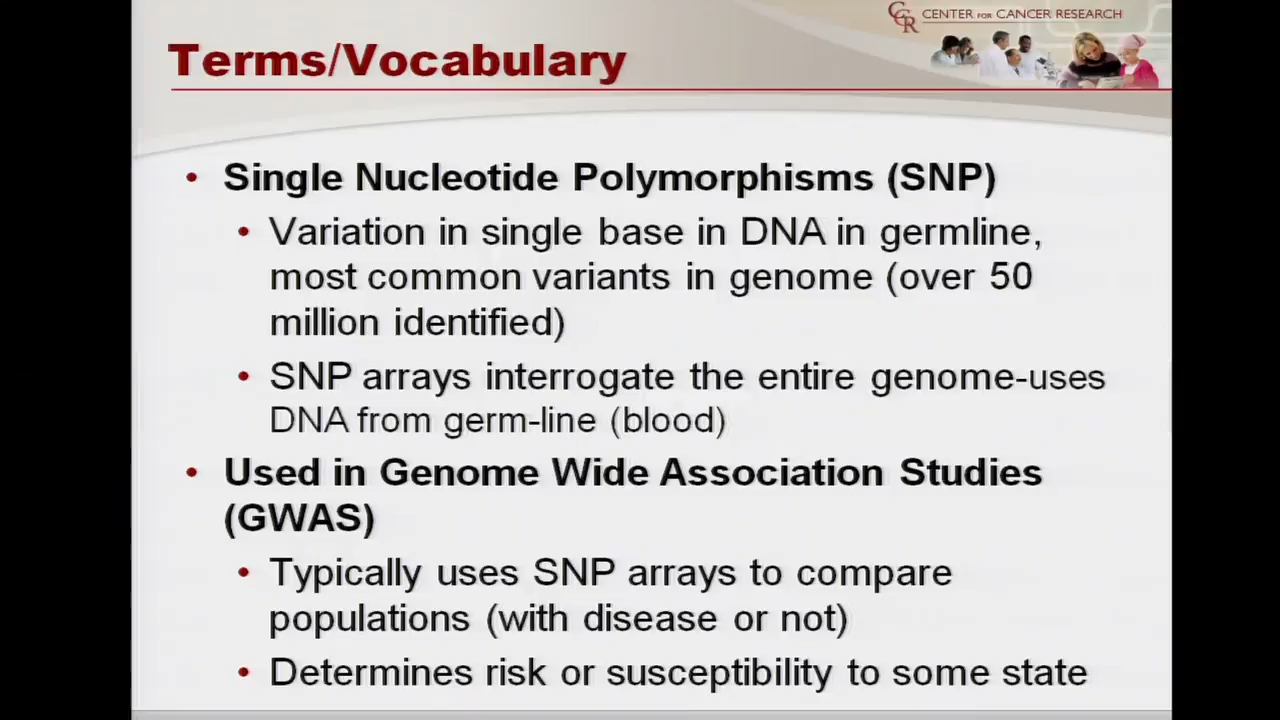 CCR CENTER FOR CANCER RESEARCH
Terms/Vocabulary
• Single Nucleotide Polymorphisms (SNP)
• Variation in single base in DNA in germline,
most common variants in genome (over 50
million identified)
• SNP arrays interrogate the entire genome-uses
DNA from germ-line (blood)
• Used in Genome Wide Association Studies
(GWAS)
• Typically uses SNP arrays to compare
populations (with disease or not)
• Determines risk or susceptibility to some state